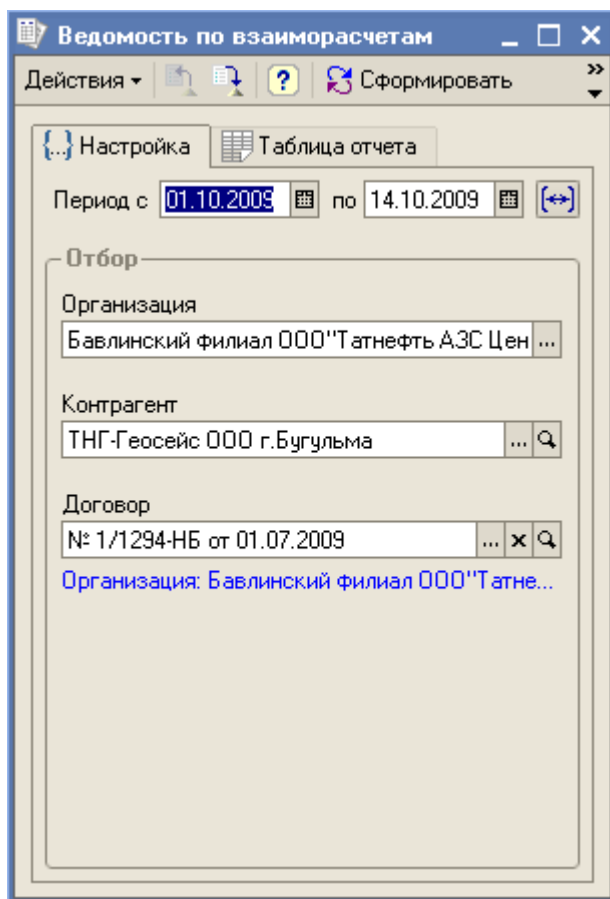 Ведомость по взаиморасчетам
Действия ? Сформировать »
{...} Настройка Таблица отчета
Период с 01.10.2009 по 14.10.2009
Отбор
Организация
Бавлинский филиал ООО"Татнефть АЗС Цен ...
Контрагент
ТНГ-Геосейс ООО г.Бугульма ...
Договор
№ 1/1294-НБ от 01.07.2009 ... x
Организация: Бавлинский филиал ООО"Татне...